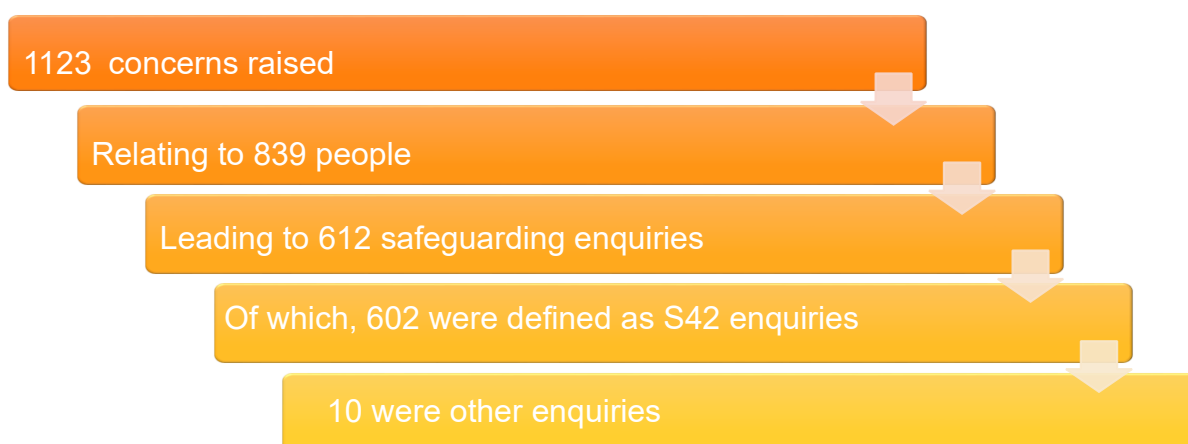 1123  concerns raised
Relating to 839 people
Leading to 612 safeguarding enquiries
Of which, 602 were defined as S42 enquiries
10 were other enquiries